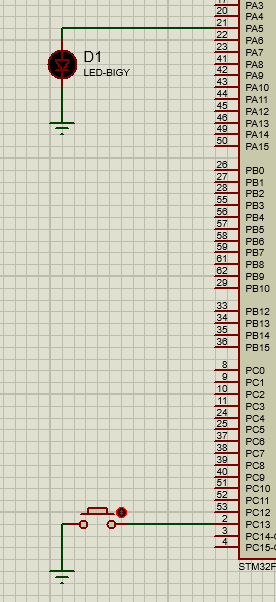 PA3
20 PA4
21 PA5
22 PA6
23 PA7
41 PA8
42 PA9
43 PA10
44 PA11
45 PA12
46 PA13
49 PA14
50 PA15
D1
LED-BIGY
26 PB0
27 PB1
28 PB2
55 PB3
56 PB4
57 PB5
58 PB6
59 PB7
61 PB8
62 PB9
29 PB10
33 PB12
34 PB13
35 PB14
36 PB15
8 PC0
9 PC1
10 PC2
11 PC3
24 PC4
25 PC5
37 PC6
38 PC7
39 PC8
40 PC9
51 PC10
52 PC11
53 PC12
2 PC13
3 PC14-
4 PC15-
STM32F